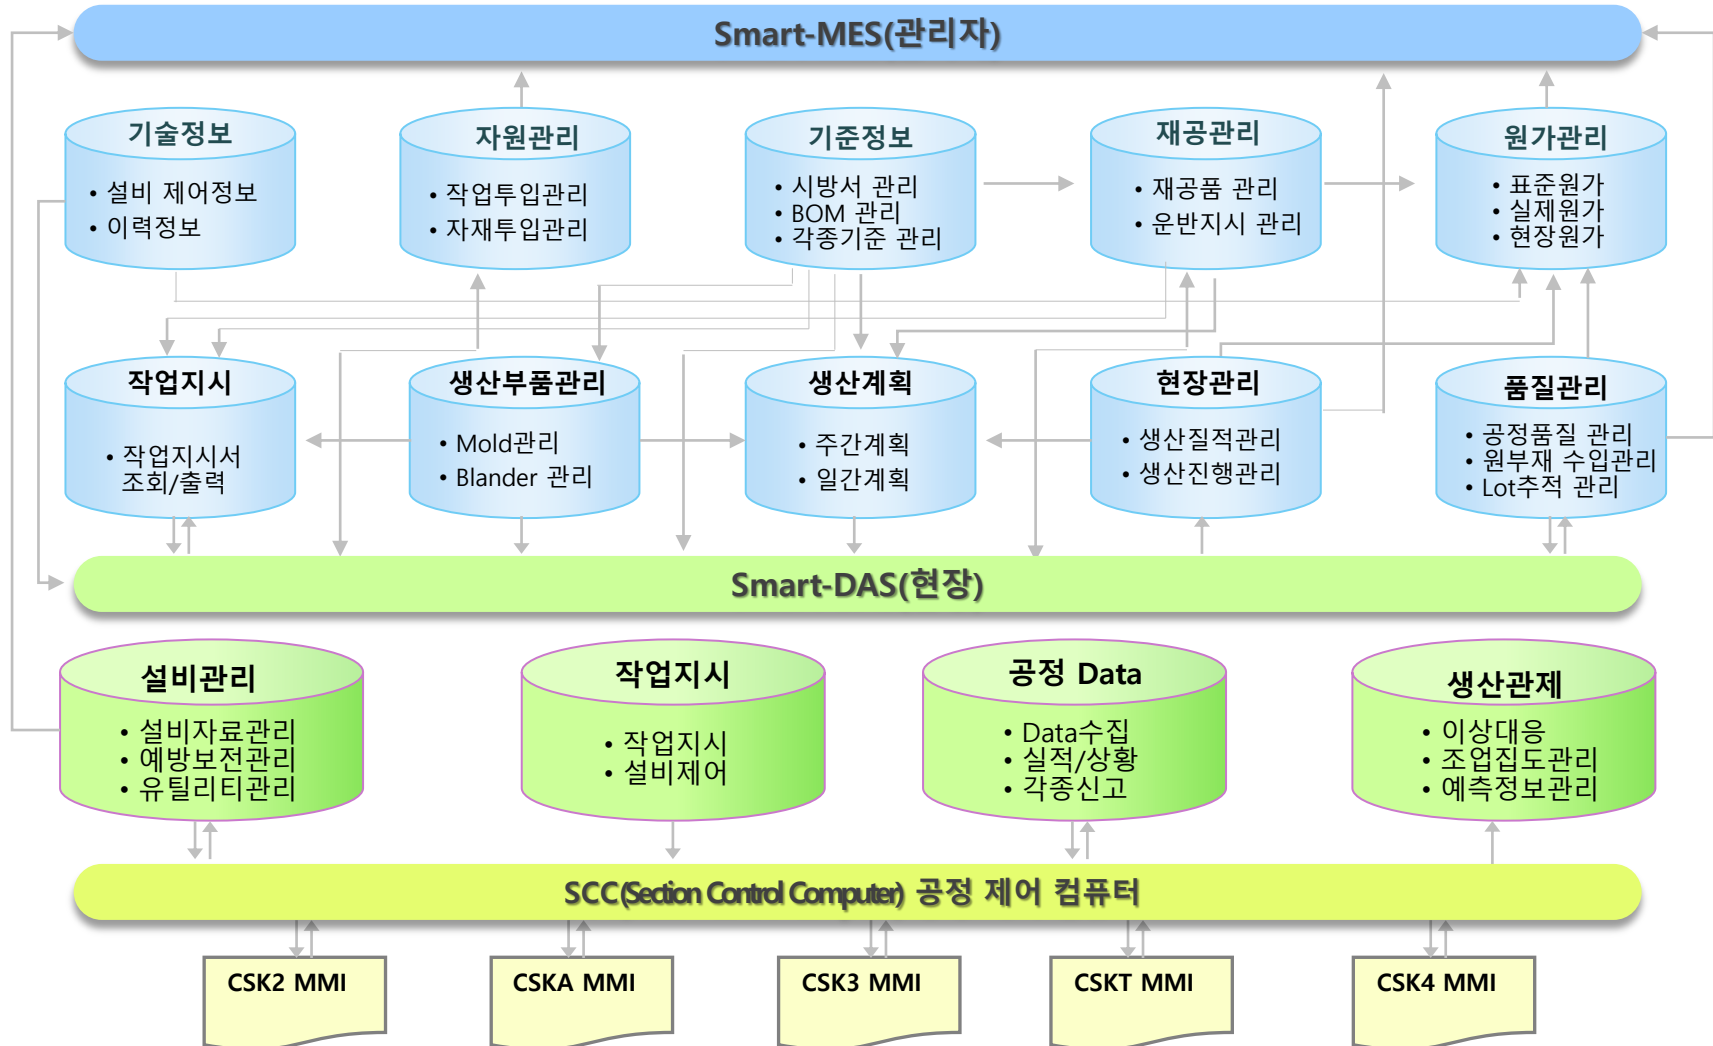 Smart-MES(관리자)
기술정보
• 설비 제어정보
• 이력정보
자원관리
• 작업투입관리
• 자재투입관리
기준정보
• 시방서 관리
• BOM 관리
• 각종기준 관리
재공관리
• 재공품 관리
• 운반지시 관리
원가관리
• 표준원가
• 실제원가
• 현장원가
작업지시
• 작업지시서
조회/출력
생산부품관리
• Mold관리
• Blander 관리
생산계획
• 주간계획
• 일간계획
현장관리
• 생산질적관리
• 생산진행관리
품질관리
• 공정품질 관리
• 원부재 수입관리
• Lot추적 관리
Smart-DAS(현장)
설비관리
• 설비자료관리
• 예방보전관리
• 유틸리티관리
작업지시
• 작업지시
• 설비제어
공정 Data
• Data수집
• 실적/상황
• 각종신고
생산관제
• 이상대응
• 조업집도관리
• 예측정보관리
SCC(Section Control Computer) 공정 제어 컴퓨터
CSK2 MMI
CSKA MMI
CSK3 MMI
CSKT MMI
CSK4 MMI